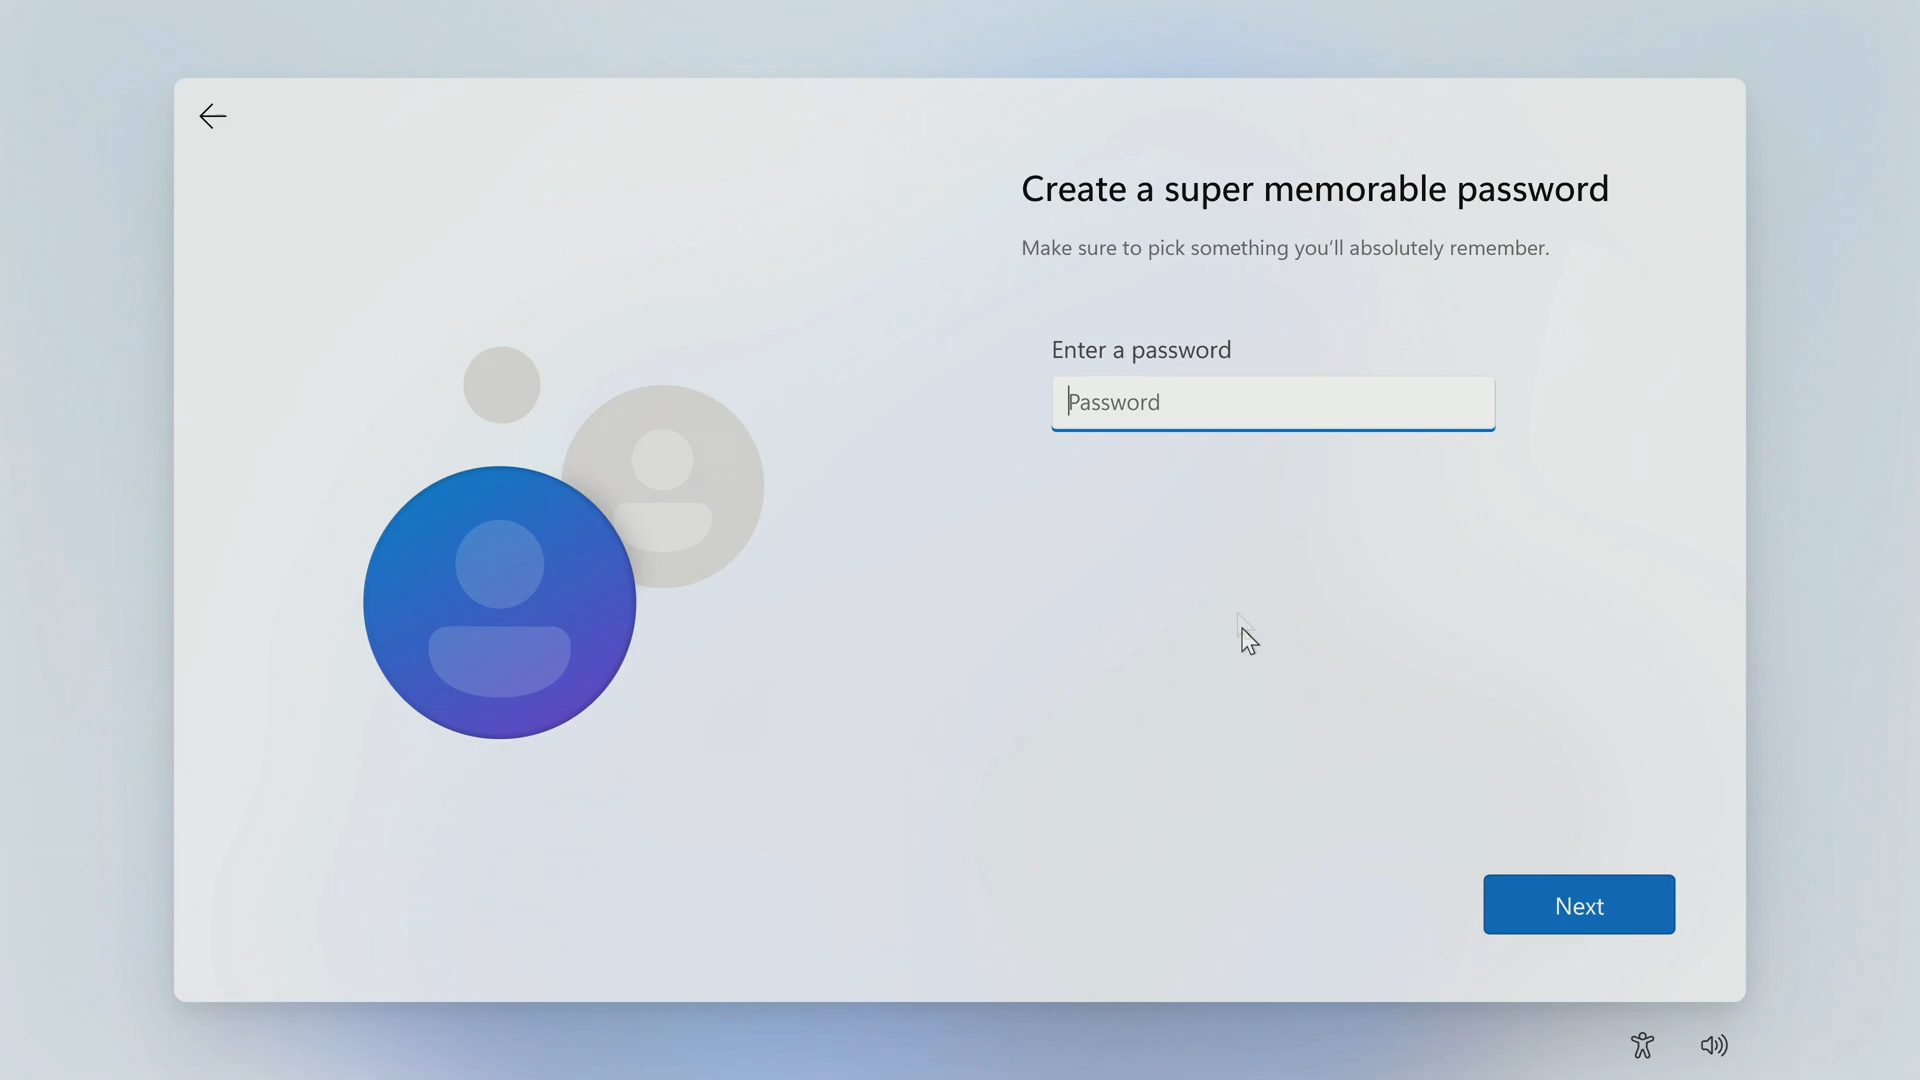 Create a super memorable password
Make sure to pick something you'll absolutely remember.
Enter a password
Password
Next